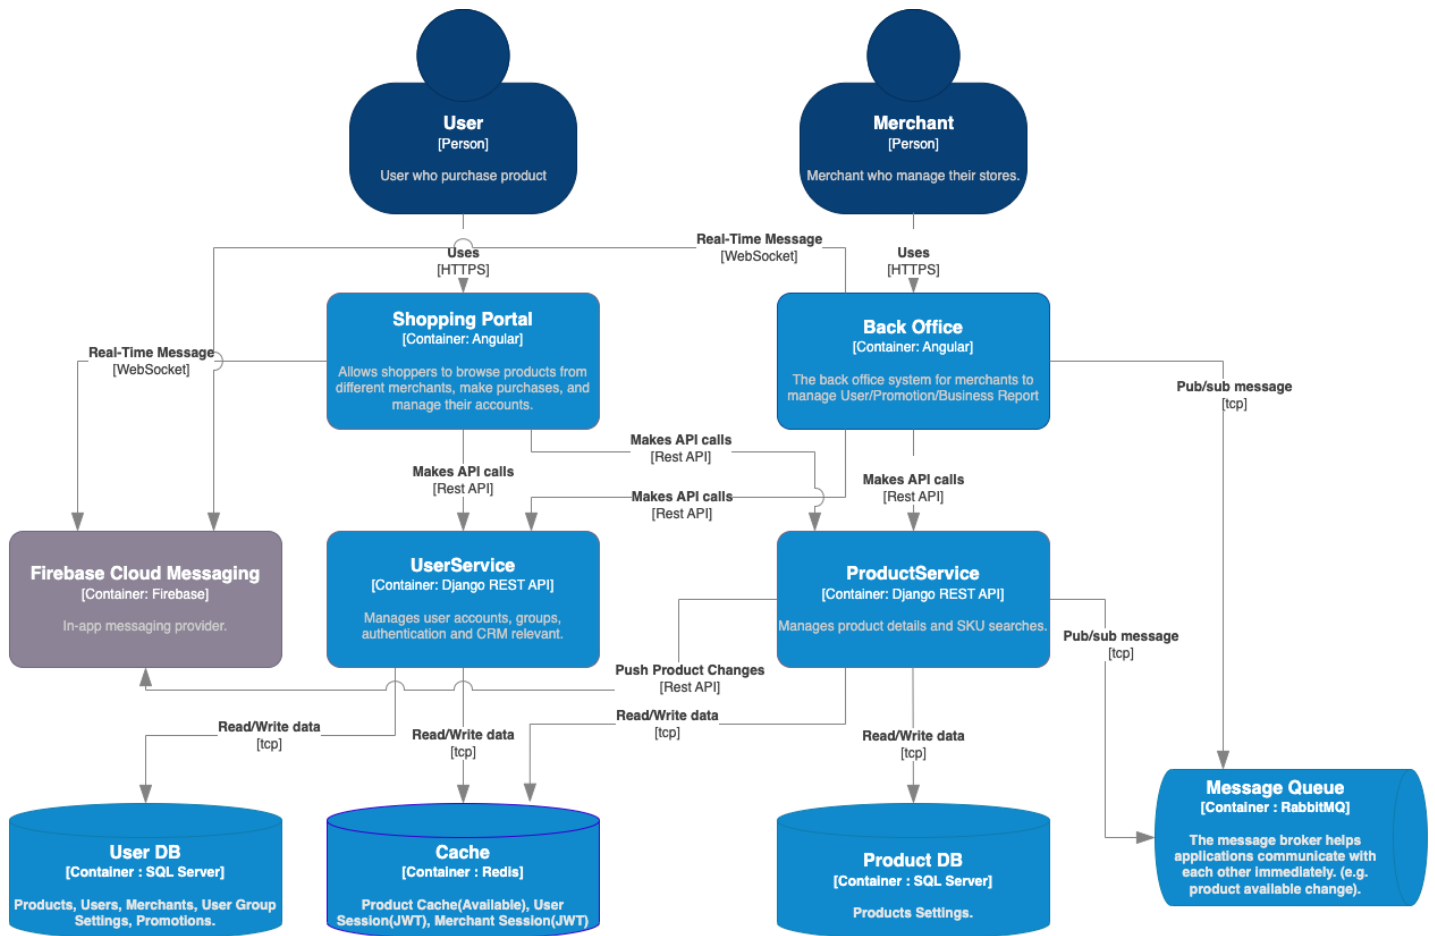 User
[Person]
User who purchase product
Merchant
[Person]
Merchant who manage their stores.
Real-Time Message
[WebSocket]
Uses
[HTTPS]
Uses
[HTTPS]
Shopping Portal
[Container: Angular]
Allows shoppers to browse products from
different merchants, make purchases, and
manage their accounts.
Back Office
[Container: Angular]
The back office system for merchants to
manage User/Promotion/Business Report
Real-Time Message
[WebSocket]
Pub/sub message
[tcp]
Makes API calls
[Rest API]
Makes API calls
[Rest API]
Makes API calls
[Rest API]
Makes API calls
[Rest API]
Firebase Cloud Messaging
[Container: Firebase]
In-app messaging provider.
UserService
[Container: Django REST API]
Manages user accounts, groups,
authentication and CRM relevant.
ProductService
[Container: Django REST API]
Manages product details and SKU searches.
Pub/sub message
[tcp]
Push Product Changes
[Rest API]
Read/Write data
[tcp]
Read/Write data
[tcp]
Read/Write data
[tcp]
Read/Write data
[tcp]
User DB
[Container : SQL Server]
Products, Users, Merchants, User Group
Settings, Promotions.
Cache
[Container : Redis]
Product Cache(Available), User
Session(JWT), Merchant Session(JWT)
Product DB
[Container : SQL Server]
Products Settings.
Message Queue
[Container : RabbitMQ]
The message broker helps
applications communicate with
each other immediately. (e.g.
product available change).